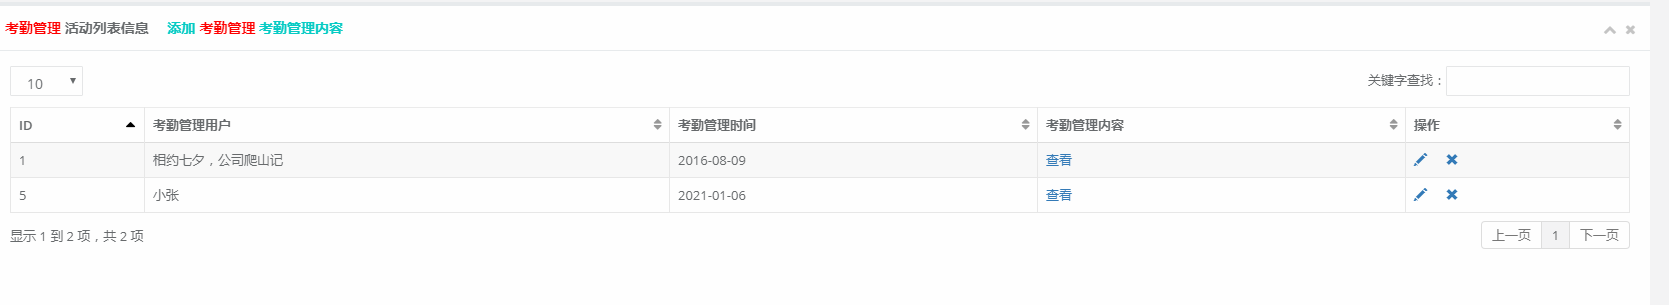 考勤管理 活动列表信息 添加 考勤管理 考勤管理内容
10 关键字查找：
ID 考勤管理用户 考勤管理时间 考勤管理内容 操作
1 相约七夕，公司爬山记 2016-08-09 查看
5 小张 2021-01-06 查看
显示 1 到 2 项，共 2 项 上一页 1 下一页